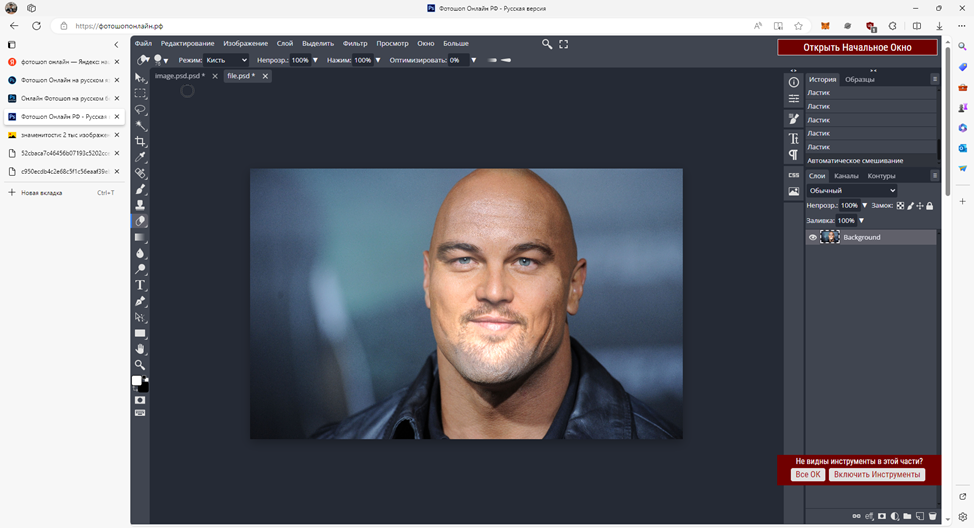 Фотошоп Онлайн РФ - Русская версия
https://фотошопонлайн.рф
фотошоп онлайн — Яндекс: на
Фотошоп Онлайн на русском
Онлайн Фотошоп на русском б
Фотошоп Онлайн РФ - Русская
знаменитости: 2 тыс изображе
Новая вкладка Ctrl+T
Файл Редактирование Изображение Слой Выделить Фильтр Просмотр Окно Больше
Открыть Начальное Окно
Режим: Кисть Непрозр.: 100% Нажим: 100% Оптимизировать: 0%
image.psd.psd * file.psd *
История Образцы
Ластик
Ластик
Ластик
Ластик
Ластик
Автоматическое смешивание
CSS
Слои Каналы Контуры
Обычный
Непрозр.: 100% Замок:
Заливка: 100%
Background
Не видны инструменты в этой части?
Все ОК Включить Инструменты